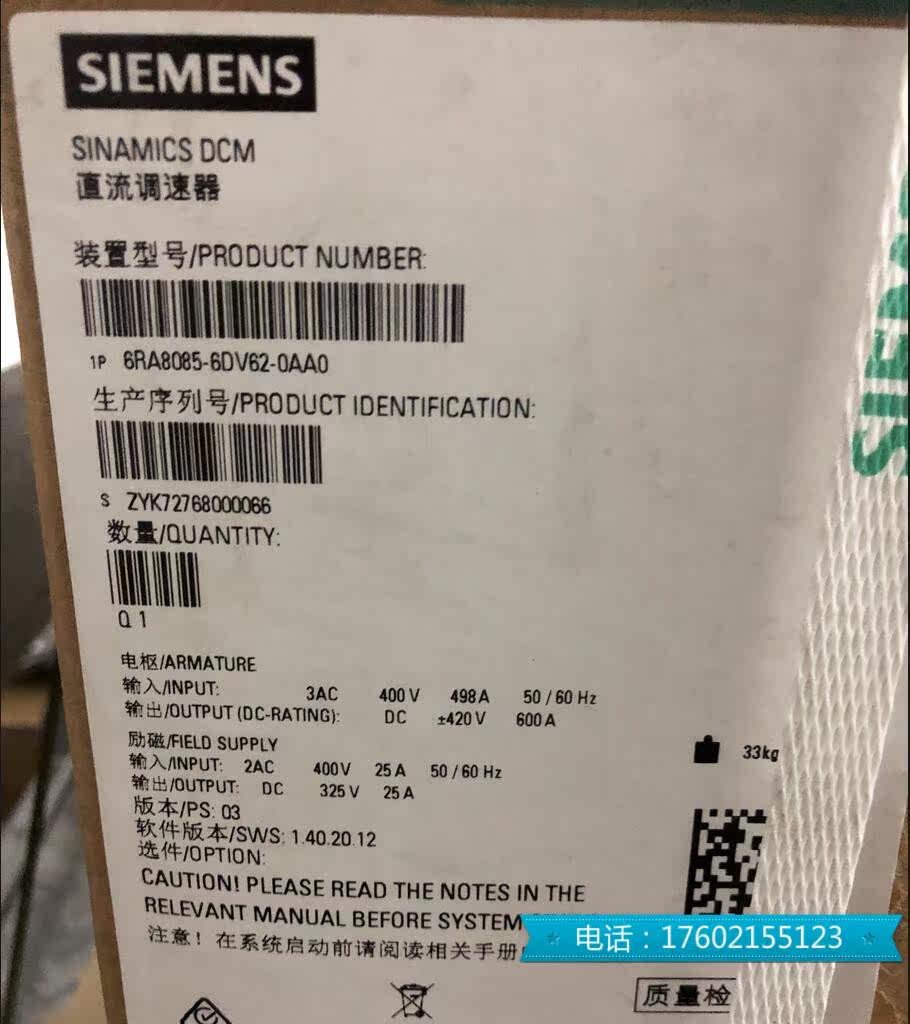 SIEMENS
SINAMICS DCM
直流调速器
装置型号/PRODUCT NUMBER:
1P 6RA8085-6DV62-0AA0
生产序列号/PRODUCT IDENTIFICATION:
S ZYK72768000066
数量/QUANTITY:
Q 1
电枢/ARMATURE
输入/INPUT: 3AC 400 V 498 A 50 / 60 Hz
输出/OUTPUT (DC-RATING): DC ±420 V 600 A
励磁/FIELD SUPPLY
输入/INPUT: 2AC 400 V 25 A 50 / 60 Hz
输出/OUTPUT: DC 325 V 25 A
版本/PS: 03
软件版本/SWS: 1.40.20.12
选件/OPTION:
33kg
CAUTION! PLEASE READ THE NOTES IN THE
RELEVANT MANUAL BEFORE SYSTEM
注意！在系统启动前请阅读相关手册
电话：17602155123
质量检
SIEMENS